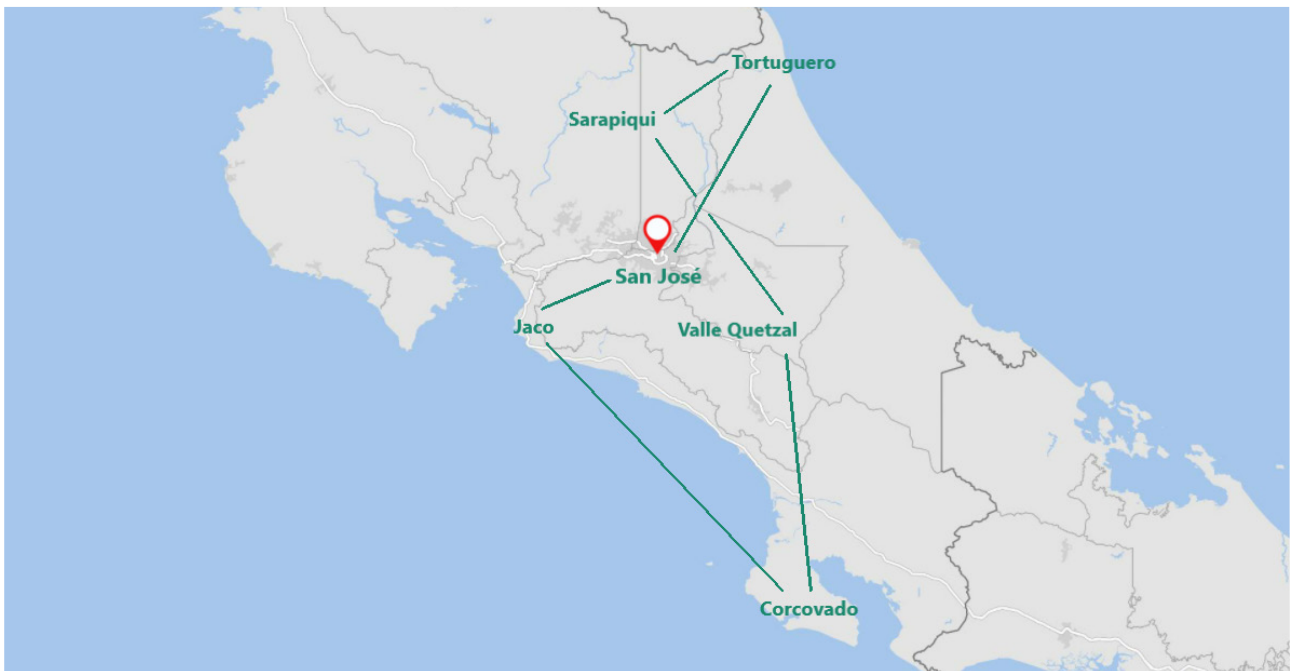 Tortuguero
Sarapiqui
San José
Jaco
Valle Quetzal
Corcovado